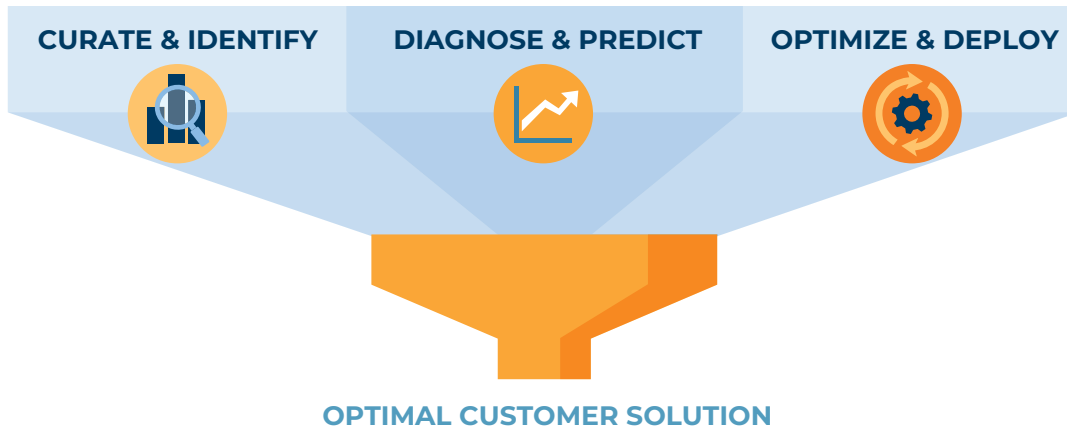 CURATE & IDENTIFY
DIAGNOSE & PREDICT
OPTIMIZE & DEPLOY
OPTIMAL CUSTOMER SOLUTION